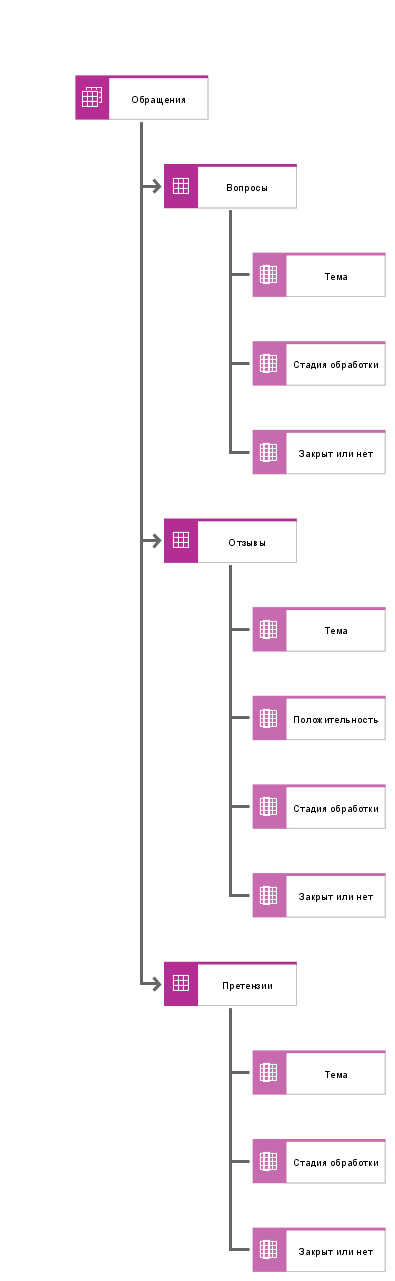 Обращения
Вопросы
Тема
Стадия обработки
Закрыт или нет
Отзывы
Тема
Положительность
Стадия обработки
Закрыт или нет
Претензии
Тема
Стадия обработки
Закрыт или нет